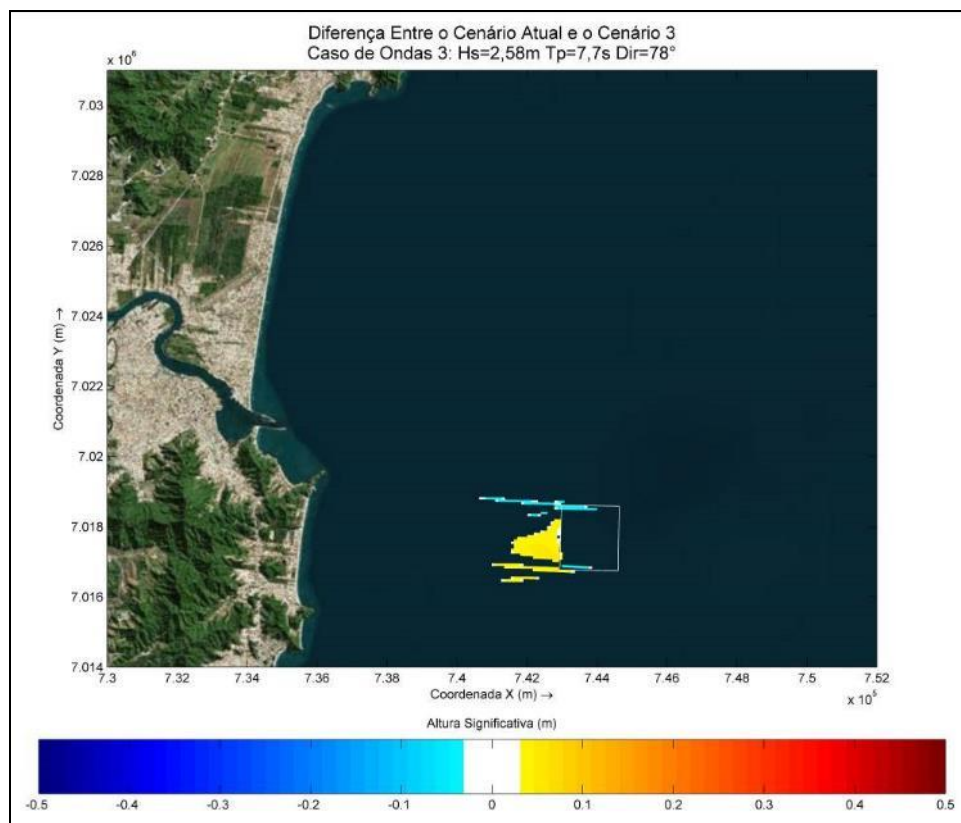 Diferença Entre o Cenário Atual e o Cenário 3
Caso de Ondas 3: Hs=2,58m Tp=7,7s Dir=78°
x 10⁶
7.03
7.028
7.026
7.024
7.022
7.02
7.018
7.016
7.014
Coordenada Y (m) →
7.3 7.32 7.34 7.36 7.38 7.4 7.42 7.44 7.46 7.48 7.5 7.52
Coordenada X (m) →
x 10⁵
Altura Significativa (m)
-0.5 -0.4 -0.3 -0.2 -0.1 0 0.1 0.2 0.3 0.4 0.5